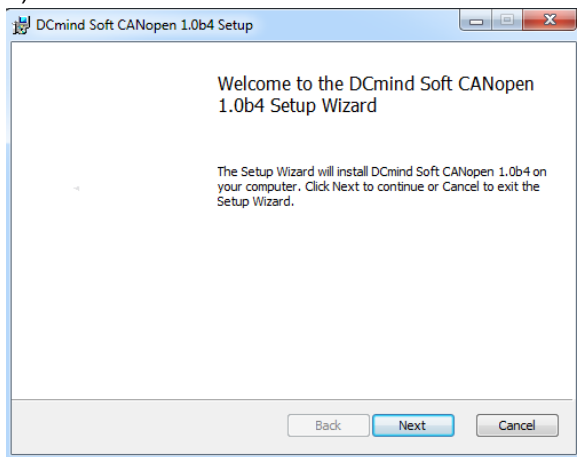 DCmind Soft CANopen 1.0b4 Setup
Welcome to the DCmind Soft CANopen
1.0b4 Setup Wizard
The Setup Wizard will install DCmind Soft CANopen 1.0b4 on
your computer. Click Next to continue or Cancel to exit the
Setup Wizard.
Back Next Cancel